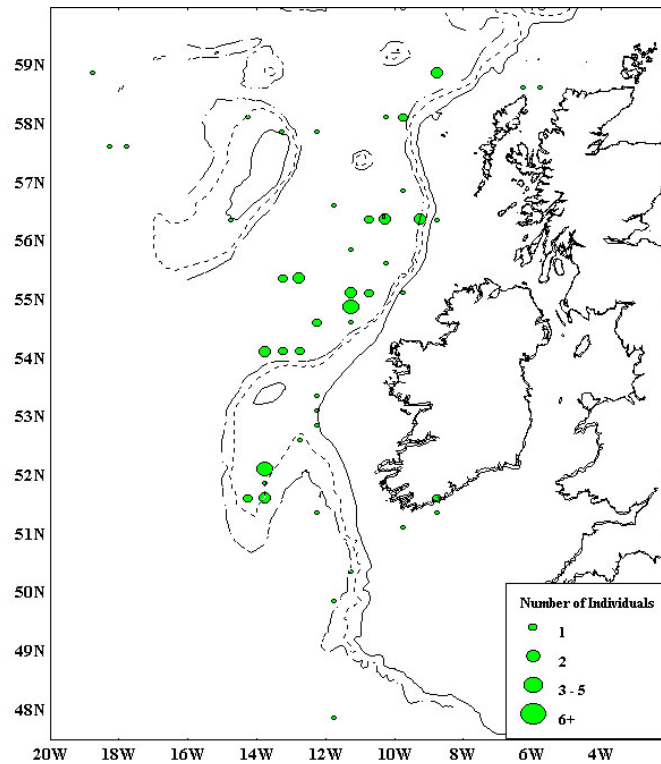 59N
58N
57N
56N
55N
54N
53N
52N
51N
50N
49N
48N
Number of Individuals
1
2
3 - 5
6+
20W 18W 16W 14W 12W 10W 8W 6W 4W